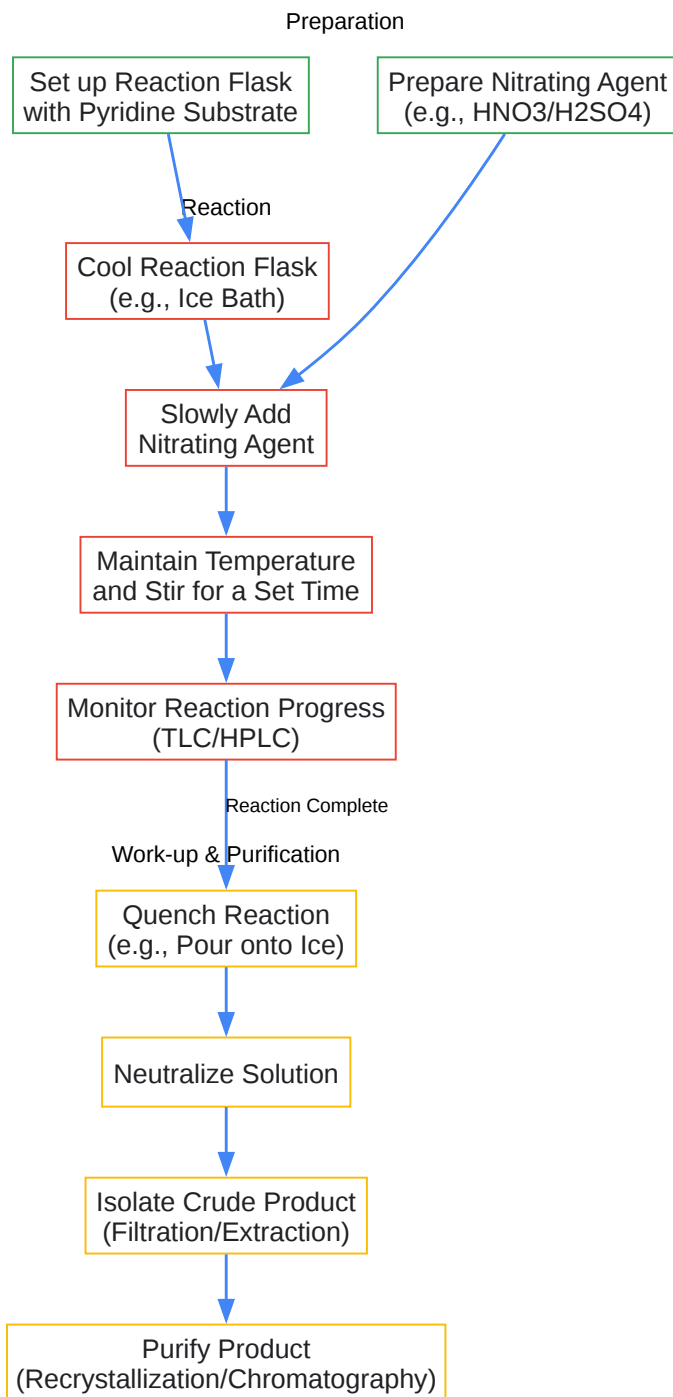 Preparation
Set up Reaction Flask
with Pyridine Substrate
Prepare Nitrating Agent
(e.g., HNO3/H2SO4)
Reaction
Cool Reaction Flask
(e.g., Ice Bath)
Slowly Add
Nitrating Agent
Maintain Temperature
and Stir for a Set Time
Monitor Reaction Progress
(TLC/HPLC)
Reaction Complete
Work-up & Purification
Quench Reaction
(e.g., Pour onto Ice)
Neutralize Solution
Isolate Crude Product
(Filtration/Extraction)
Purify Product
(Recrystallization/Chromatography)